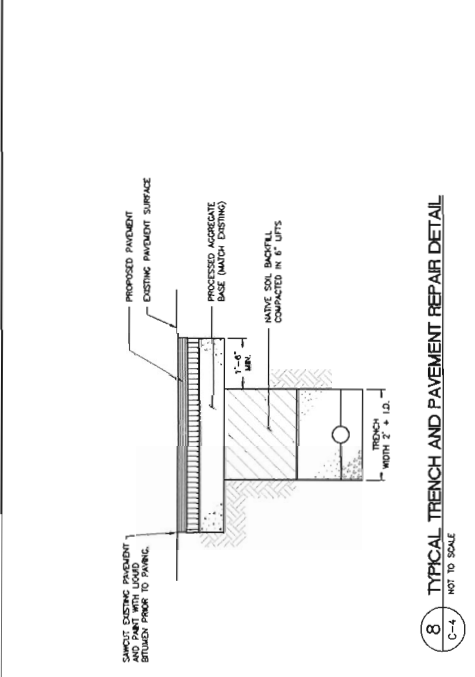 SAWCUT EXISTING PAVEMENT
AND PAINT WITH LIQUID
BITUMEN PRIOR TO PAVING.
PROPOSED PAVEMENT
EXISTING PAVEMENT SURFACE
PROCESSED AGGREGATE
BASE (MATCH EXISTING)
1'-6"
MIN.
NATIVE SOIL BACKFILL
COMPACTED IN 6" LIFTS
TRENCH
WIDTH 2' + I.D.
8
C-4
TYPICAL TRENCH AND PAVEMENT REPAIR DETAIL
NOT TO SCALE